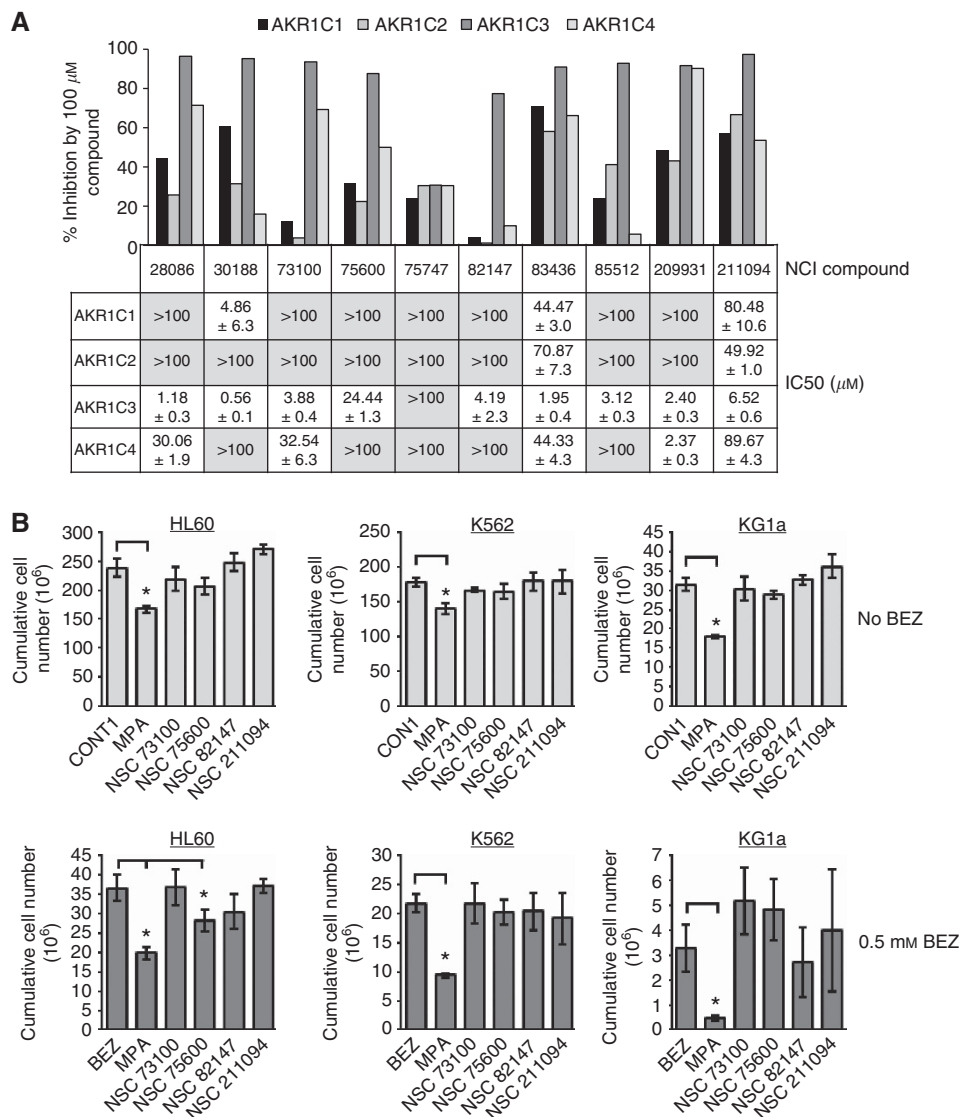 A
AKR1C1 AKR1C2 AKR1C3 AKR1C4
% Inhibtion by 100 μM compound
100
80
60
40
20
0
28086 30188 73100 75600 75747 82147 83436 85512 209931 211094 NCI compound
AKR1C1 >100 4.86 ± 6.3 >100 >100 >100 >100 44.47 ± 3.0 >100 >100 80.48 ± 10.6
AKR1C2 >100 >100 >100 >100 >100 >100 70.87 ± 7.3 >100 >100 49.92 ± 1.0
IC50 (μM)
AKR1C3 1.18 ± 0.3 0.56 ± 0.1 3.88 ± 0.4 24.44 ± 1.3 >100 4.19 ± 2.3 1.95 ± 0.4 3.12 ± 0.3 2.40 ± 0.3 6.52 ± 0.6
AKR1C4 30.06 ± 1.9 >100 32.54 ± 6.3 >100 >100 >100 44.33 ± 4.3 >100 2.37 ± 0.3 89.67 ± 4.3
B
HL60
Cumulative cell number (10⁶)
300
250
200
150
100
50
0
*
CONT1 MPA NSC 73100 NSC 75600 NSC 82147 NSC 211094
K562
Cumulative cell number (10⁶)
250
200
150
100
50
0
*
CON1 MPA NSC 73100 NSC 75600 NSC 82147 NSC 211094
KG1a
Cumulative cell number (10⁶)
45
40
35
30
25
20
15
10
5
0
*
CON1 MPA NSC 73100 NSC 75600 NSC 82147 NSC 211094
No BEZ
HL60
Cumulative cell number (10⁶)
45
40
35
30
25
20
15
10
5
0
* *
BEZ MPA NSC 73100 NSC 75600 NSC 82147 NSC 211094
K562
Cumulative cell number (10⁶)
30
25
20
15
10
5
0
*
BEZ MPA NSC 73100 NSC 75600 NSC 82147 NSC 211094
KG1a
Cumulative cell number (10⁶)
7
6
5
4
3
2
1
0
*
BEZ MPA NSC 73100 NSC 75600 NSC 82147 NSC 211094
0.5 mM BEZ